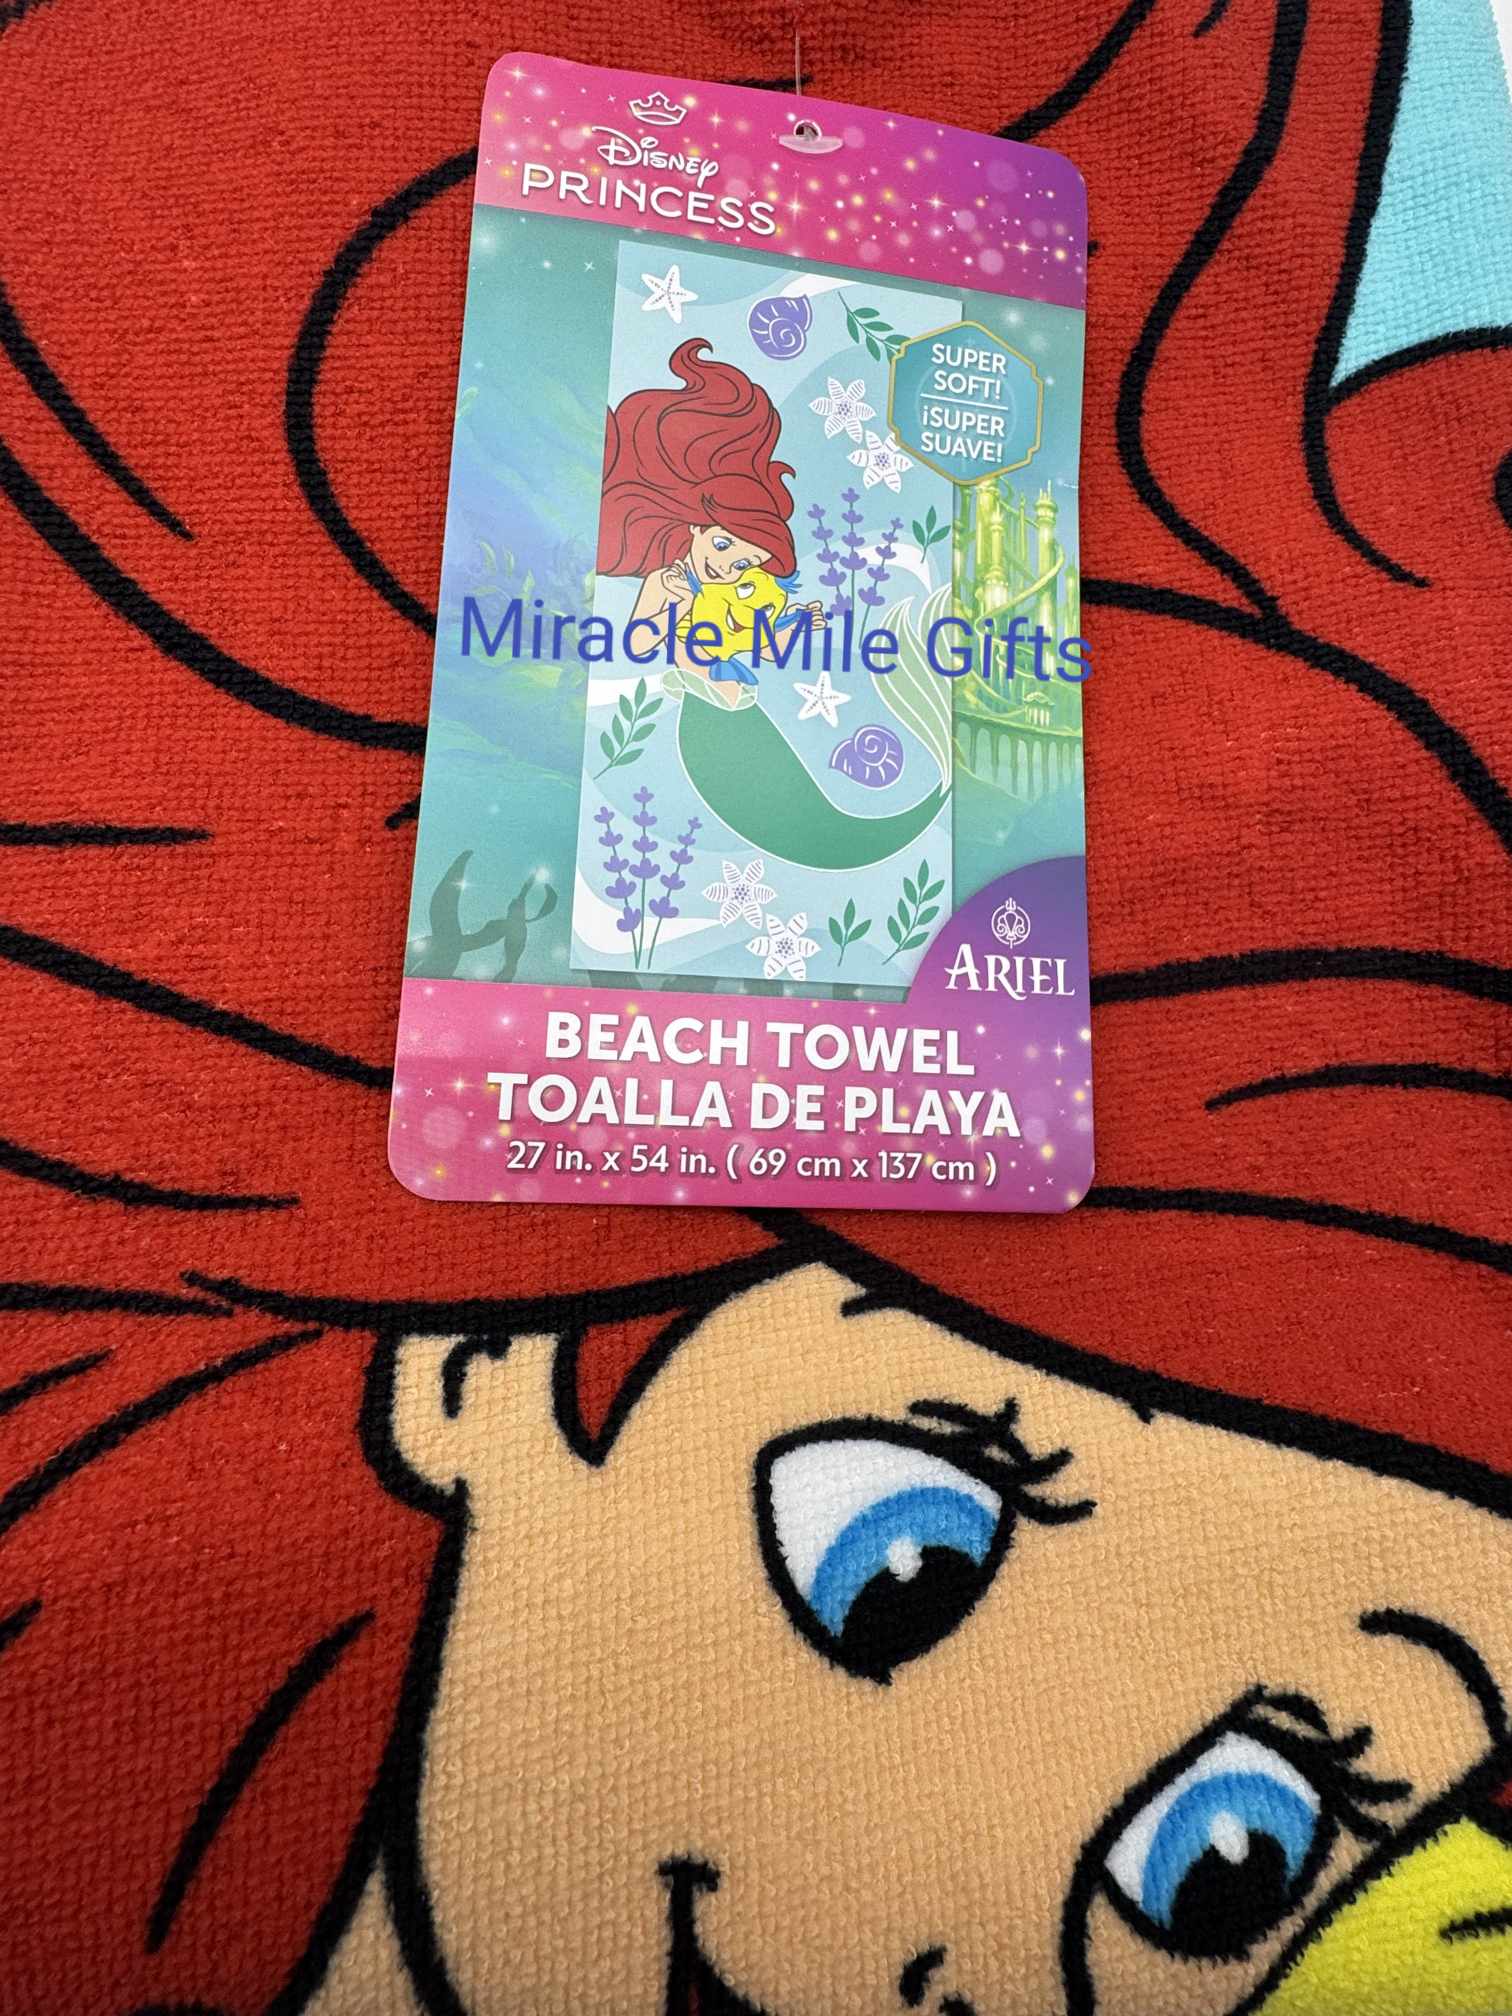 Disney
PRINCESS
SUPER
SOFT!
¡SUPER
SUAVE!
Miracle Mile Gifts
ARIEL
BEACH TOWEL
TOALLA DE PLAYA
27 in. x 54 in. ( 69 cm x 137 cm )